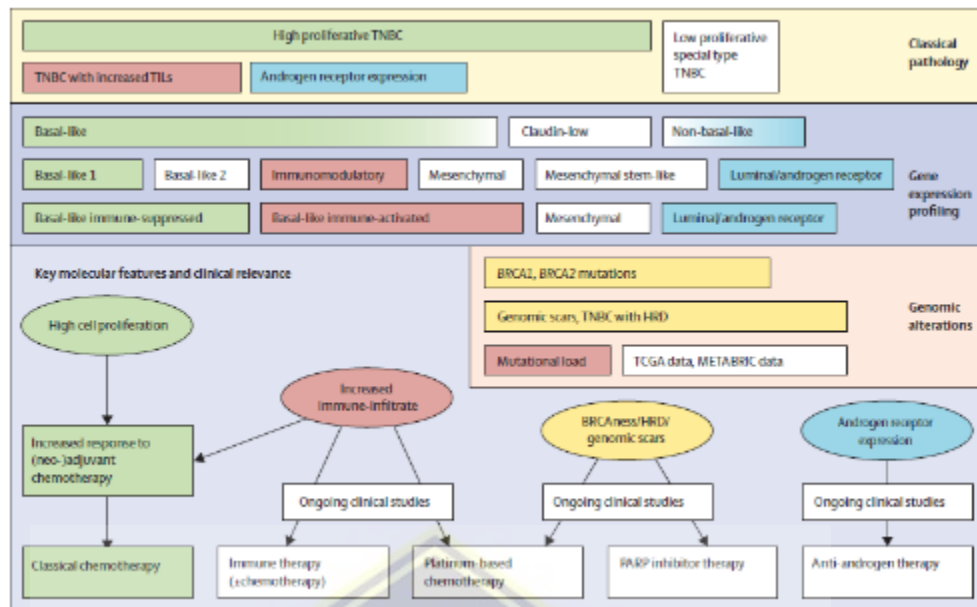 High proliferative TNBC
Low proliferative
special type
TNBC
Classical
pathology
TNBC with increased TILs
Androgen receptor expression
Basal-like
Claudin-low
Non-basal-like
Basal-like 1
Basal-like 2
Immunomodulatory
Mesenchymal
Mesenchymal stem-like
Luminal/androgen receptor
Gene
expression
profiling
Basal-like immune-suppressed
Basal-like immune-activated
Mesenchymal
Luminal/androgen receptor
Key molecular features and clinical relevance
BRCA1, BRCA2 mutations
Genomic scars, TNBC with HRD
Genomic
alterations
Mutational load
TCGA data, METABRIC data
High cell proliferation
Increased
immune-infiltrate
BRCAness/HRD/
genomic scars
Androgen receptor
expression
Increased response to
(neo-)adjuvant
chemotherapy
Ongoing clinical studies
Ongoing clinical studies
Ongoing clinical studies
Classical chemotherapy
Immune therapy
(±chemotherapy)
Platinum-based
chemotherapy
PARP inhibitor therapy
Anti-androgen therapy